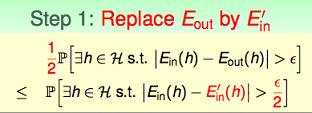 Step 1: Replace E_out by E′_in
1/2 ℙ[∃h ∈ ℋ s.t. |E_in(h) − E_out(h)| > ϵ]
≤ ℙ[∃h ∈ ℋ s.t. |E_in(h) − E′_in(h)| > ϵ/2]